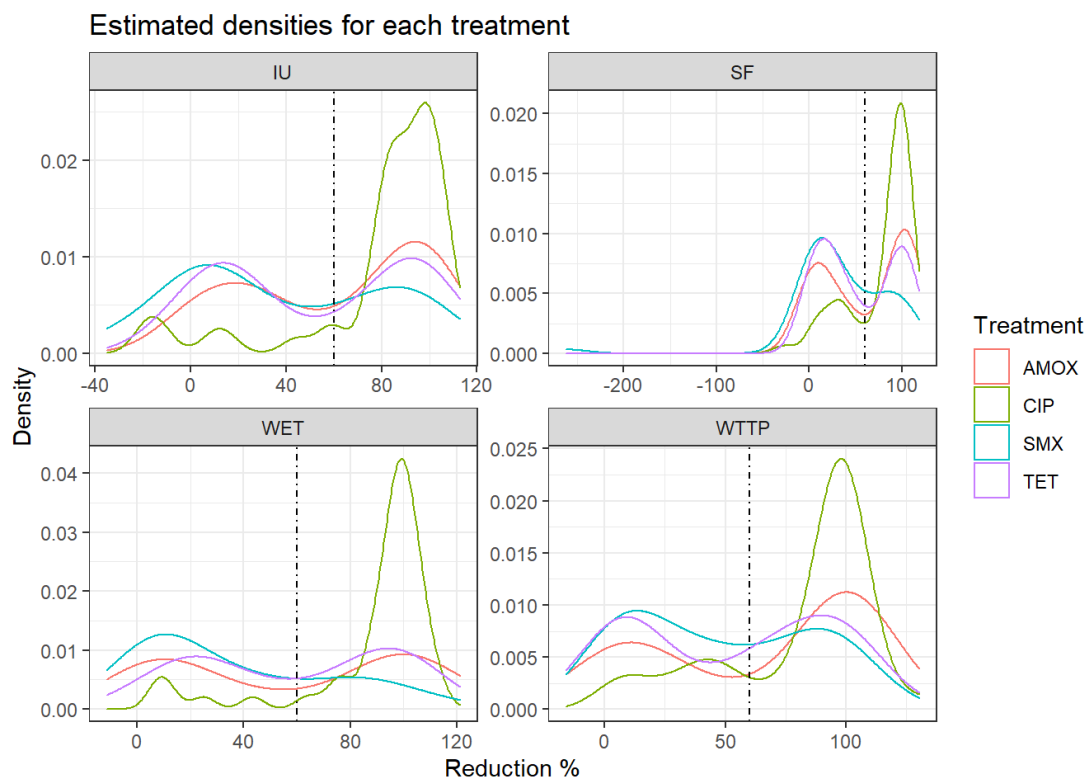 Estimated densities for each treatment
IU
SF
0.00
0.01
0.02
-40
0
40
80
120
0.000
0.005
0.010
0.015
0.020
-200
-100
0
100
WET
WTTP
0.00
0.01
0.02
0.03
0.04
0
40
80
120
0.000
0.005
0.010
0.015
0.020
0.025
0
50
100
Density
Reduction %
Treatment
AMOX
CIP
SMX
TET